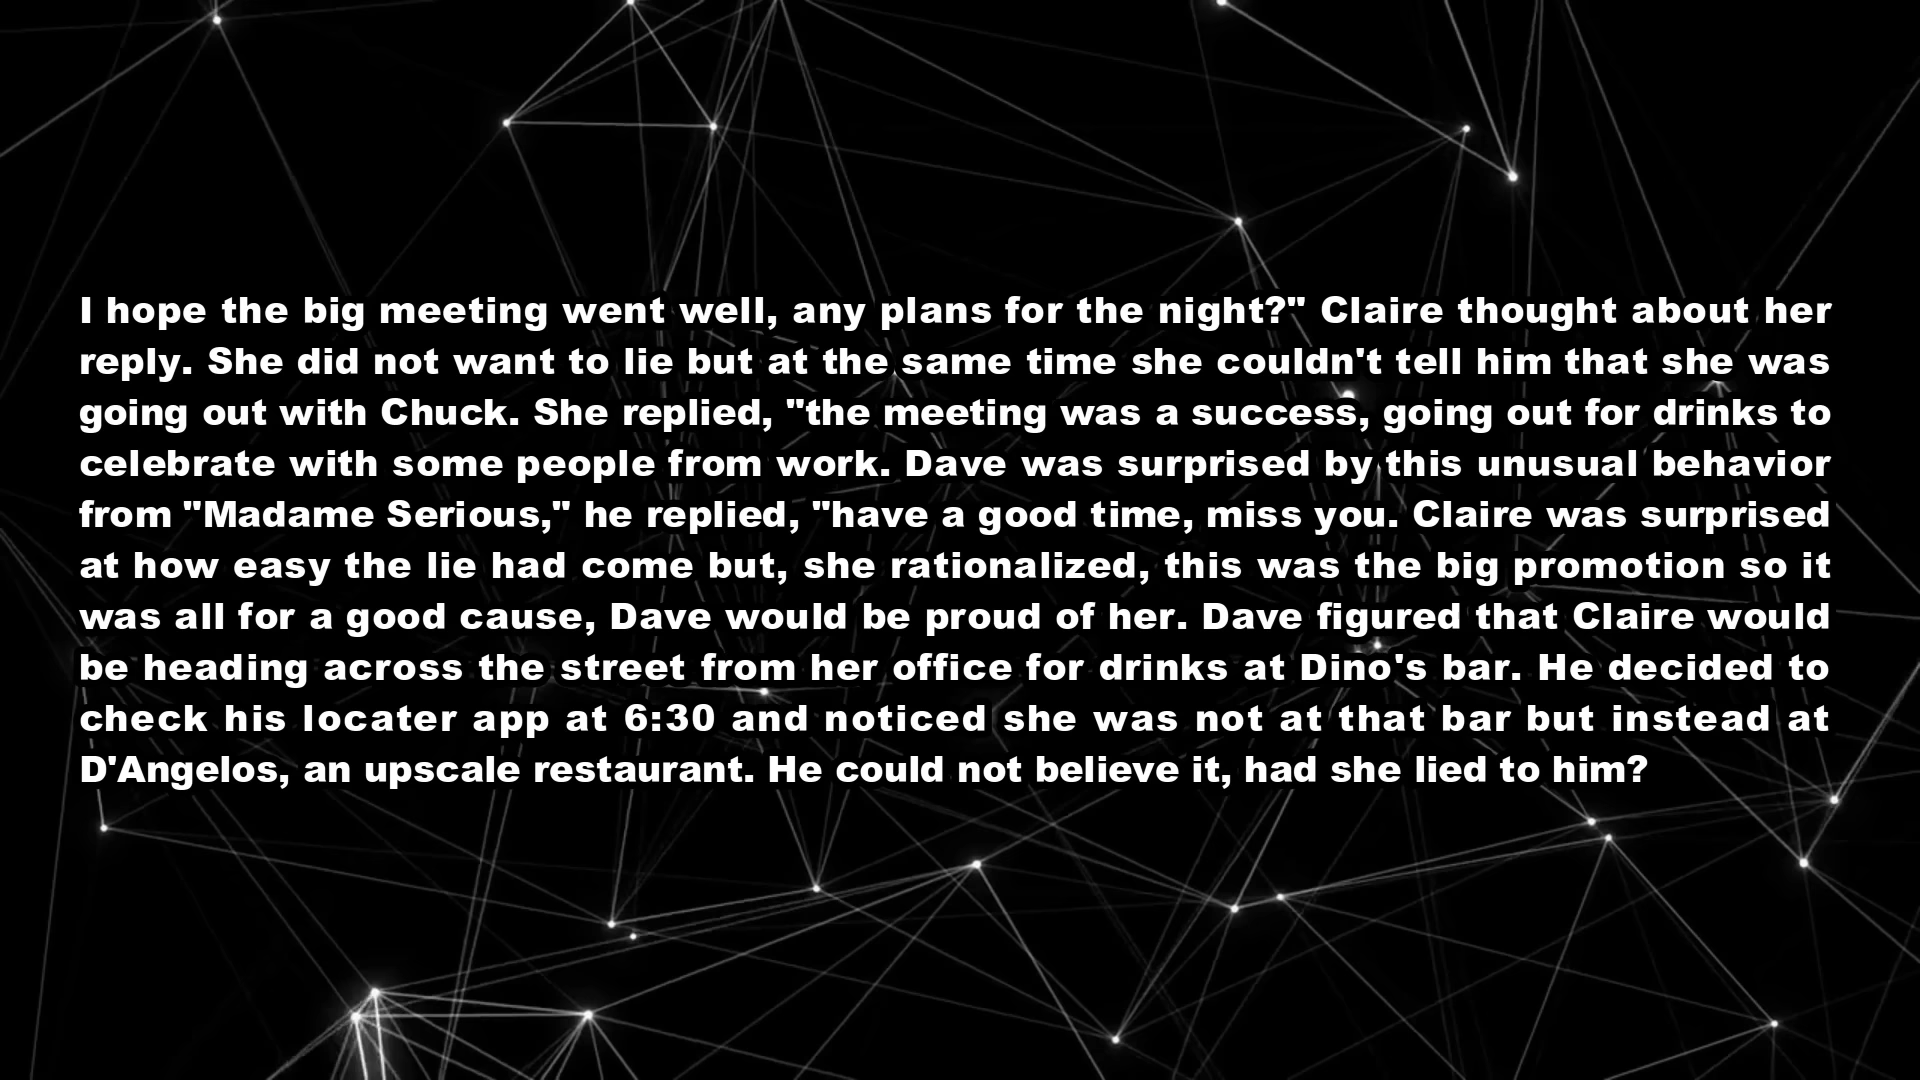 I hope the big meeting went well, any plans for the night?" Claire thought about her
reply. She did not want to lie but at the same time she couldn't tell him that she was
going out with Chuck. She replied, "the meeting was a success, going out for drinks to
celebrate with some people from work. Dave was surprised by this unusual behavior
from "Madame Serious," he replied, "have a good time, miss you. Claire was surprised
at how easy the lie had come but, she rationalized, this was the big promotion so it
was all for a good cause, Dave would be proud of her. Dave figured that Claire would
be heading across the street from her office for drinks at Dino's bar. He decided to
check his locater app at 6:30 and noticed she was not at that bar but instead at
D'Angelos, an upscale restaurant. He could not believe it, had she lied to him?